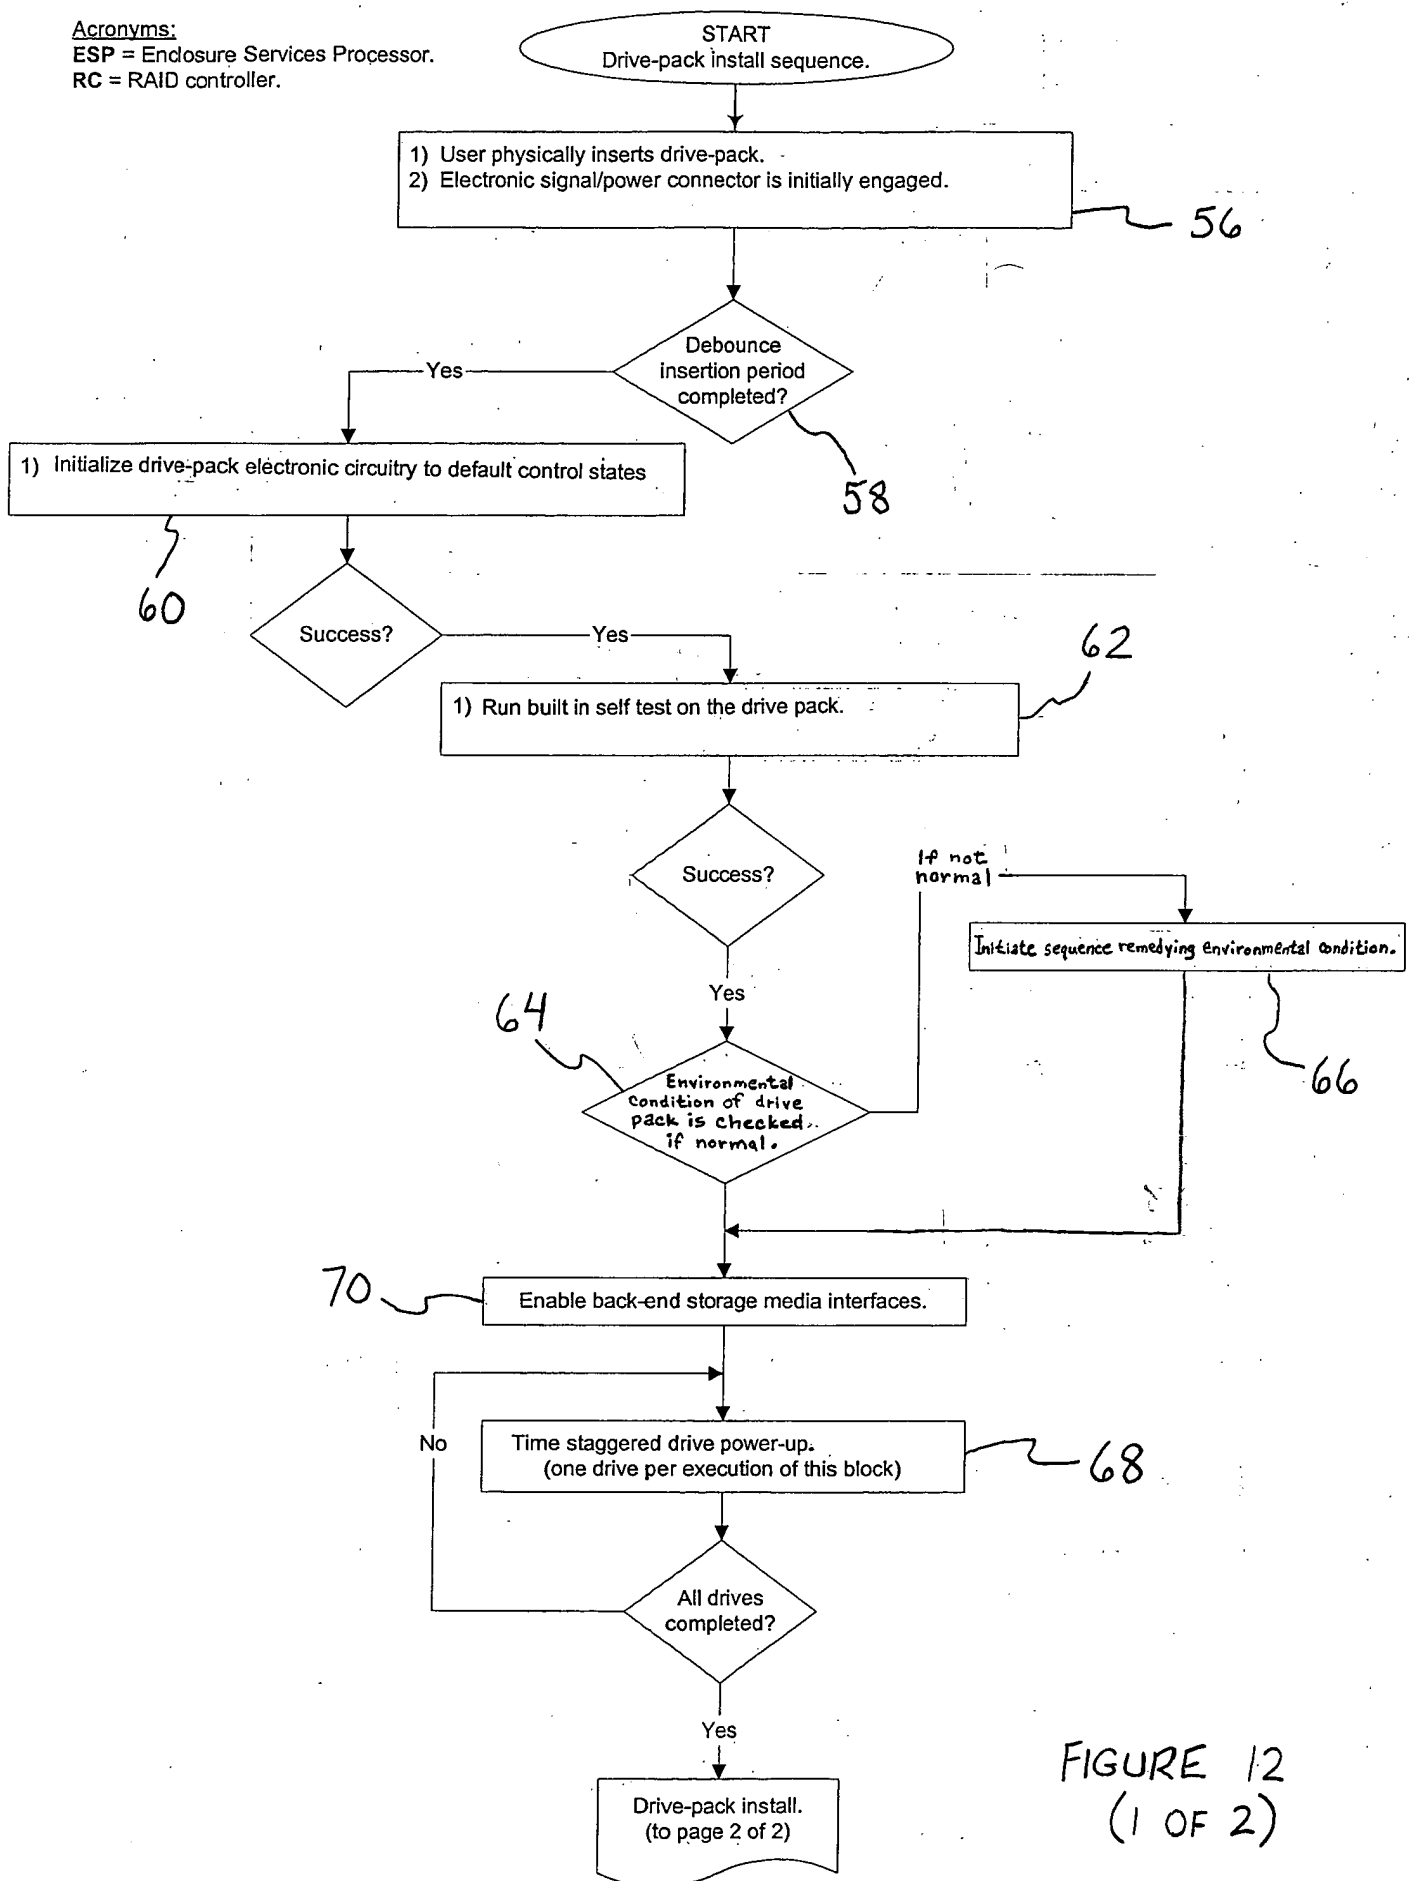 Acronyms:
ESP = Enclosure Services Processor.
RC = RAID controller.
START
Drive-pack install sequence.
1) User physically inserts drive-pack.
2) Electronic signal/power connector is initially engaged.
56
Debounce
insertion period
completed?
Yes
58
1) Initialize drive-pack electronic circuitry to default control states
60
Success?
Yes
62
1) Run built in self test on the drive pack.
Success?
If not
normal
Initiate sequence remedying environmental condition.
Yes
64
66
Environmental
Condition of drive
pack is checked
if normal.
70
Enable back-end storage media interfaces.
No
Time staggered drive power-up.
(one drive per execution of this block)
68
All drives
completed?
Yes
Drive-pack install.
(to page 2 of 2)
FIGURE 12
(1 OF 2)